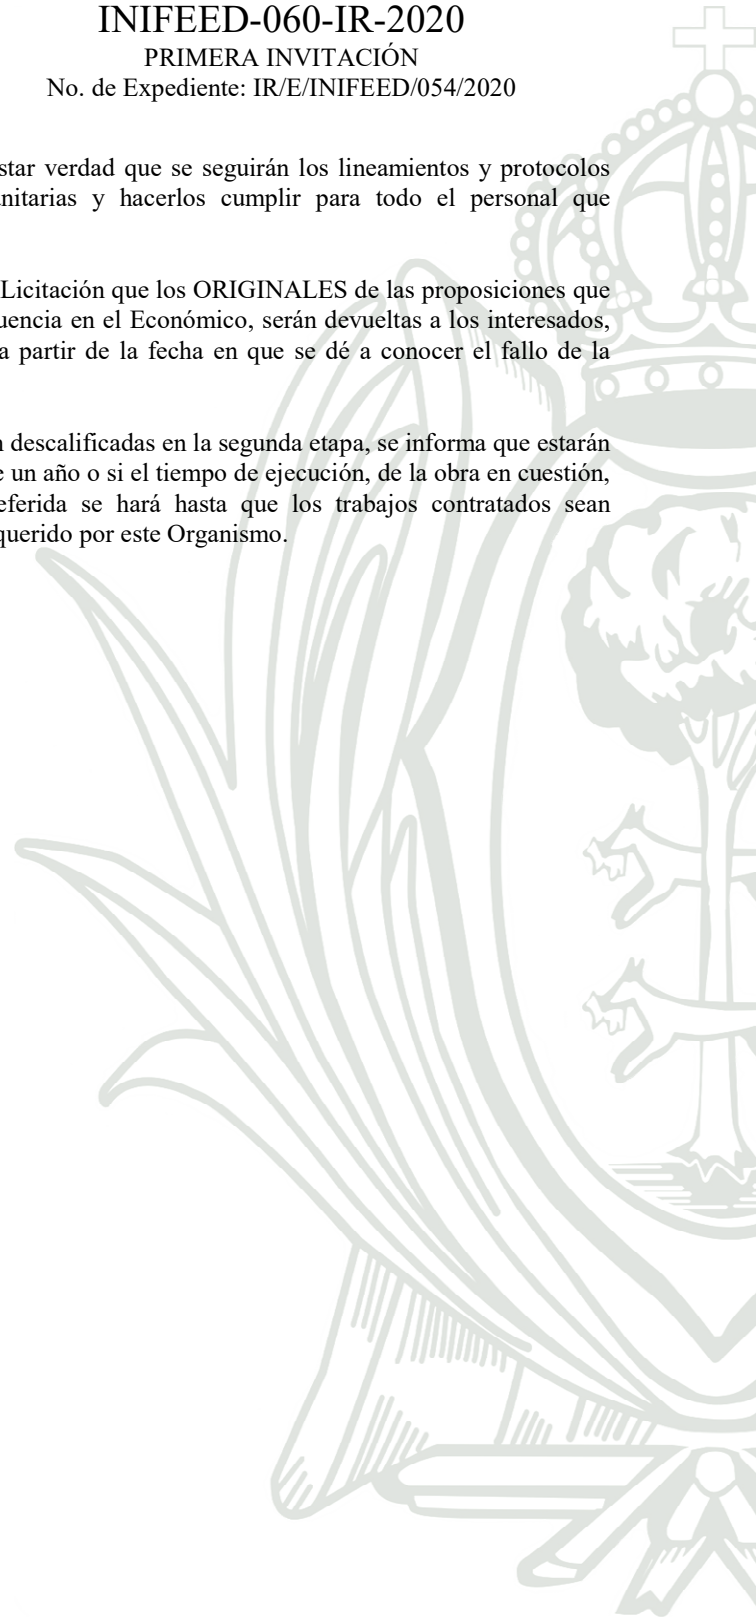 INIFEED-060-IR-2020
PRIMERA INVITACIÓN
No. de Expediente: IR/E/INIFEED/054/2020
star verdad que se seguirán los lineamientos y protocolos
nitarias y hacerlos cumplir para todo el personal que
Licitación que los ORIGINALES de las proposiciones que
uencia en el Económico, serán devueltas a los interesados,
a partir de la fecha en que se dé a conocer el fallo de la
n descalificadas en la segunda etapa, se informa que estarán
e un año o si el tiempo de ejecución, de la obra en cuestión,
eferida se hará hasta que los trabajos contratados sean
querido por este Organismo.